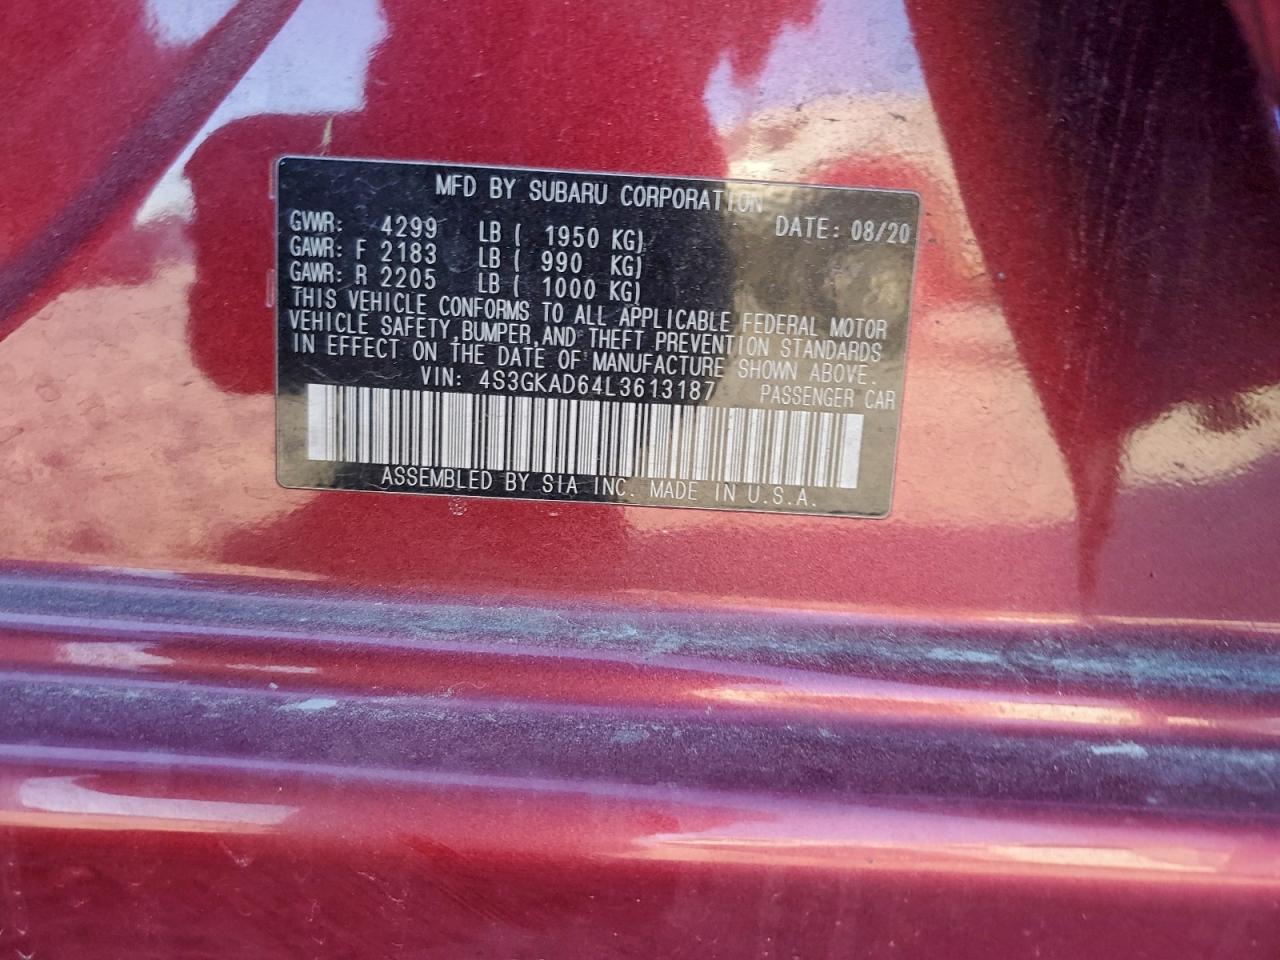 MFD BY SUBARU CORPORATION
GVWR: 4299 LB ( 1950 KG) DATE: 08/20
GAWR: F 2183 LB ( 990 KG)
GAWR: R 2205 LB ( 1000 KG)
THIS VEHICLE CONFORMS TO ALL APPLICABLE FEDERAL MOTOR
VEHICLE SAFETY,BUMPER,AND THEFT PREVENTION STANDARDS
IN EFFECT ON THE DATE OF MANUFACTURE SHOWN ABOVE.
VIN: 4S3GKAD64L3613187 PASSENGER CAR
ASSEMBLED BY SIA INC. MADE IN U.S.A.